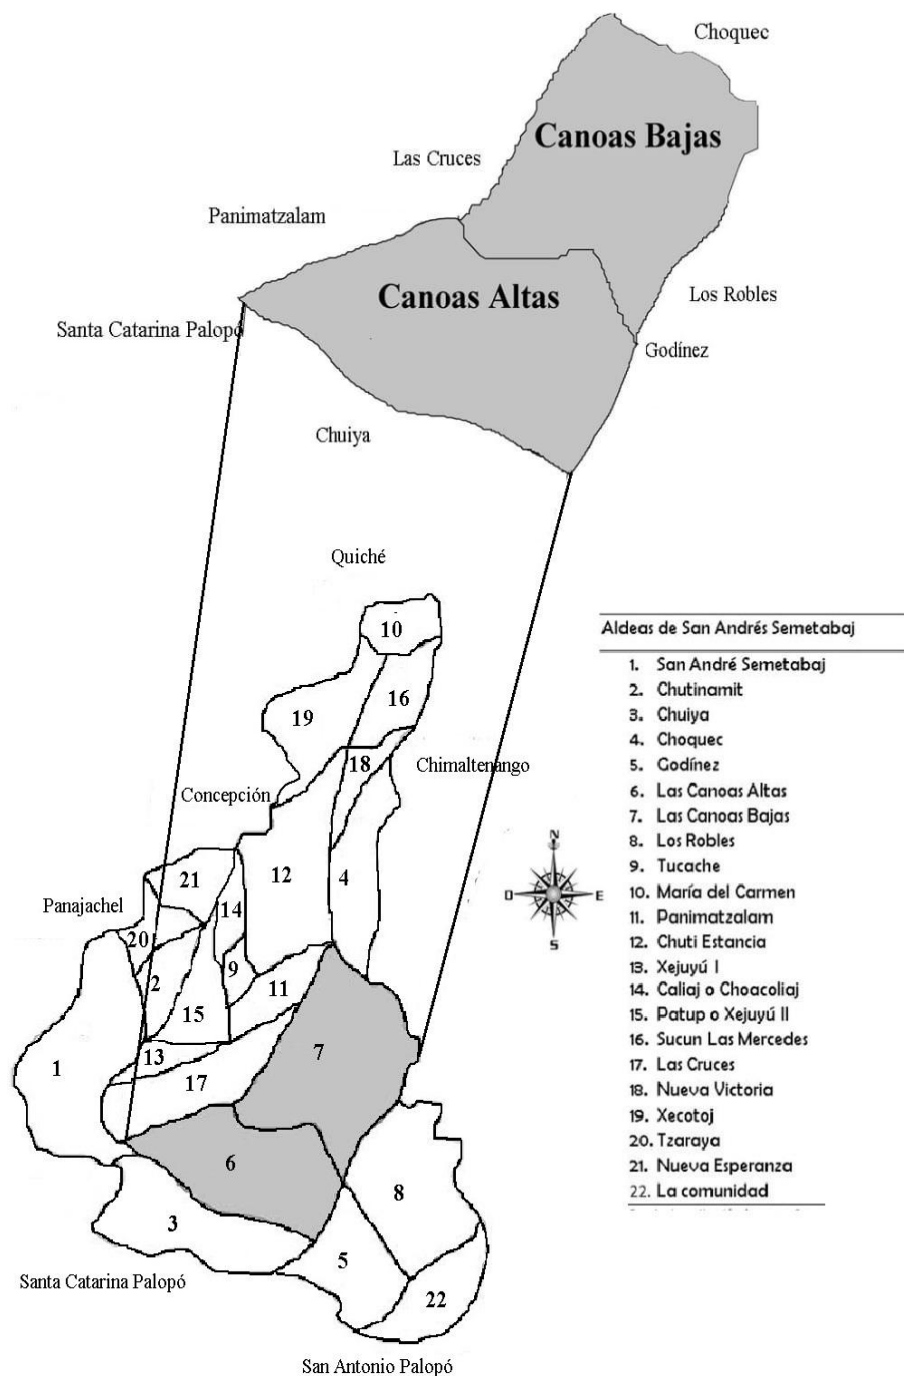 Choquec
Canoas Bajas
Las Cruces
Panimatzalam
Canoas Altas
Los Robles
Santa Catarina Palopó
Godínez
Chuiya
Quiché
10
16
19
18
Chimaltenango
Concepción
12
21
4
14
Panajachel
20
9
2
11
15
7
13
1
17
6
8
3
5
22
Santa Catarina Palopó
San Antonio Palopó
N
O
E
S
Aldeas de San Andrés Semetabaj
1. San André Semetabaj
2. Chutinamit
3. Chuiya
4. Choquec
5. Godínez
6. Las Canoas Altas
7. Las Canoas Bajas
8. Los Robles
9. Tucache
10. María del Carmen
11. Panimatzalam
12. Chuti Estancia
13. Xejuyú I
14. Caliaj o Choacoliaj
15. Patup o Xejuyú II
16. Sucun Las Mercedes
17. Las Cruces
18. Nueva Victoria
19. Xecotoj
20. Tzaraya
21. Nueva Esperanza
22. La comunidad